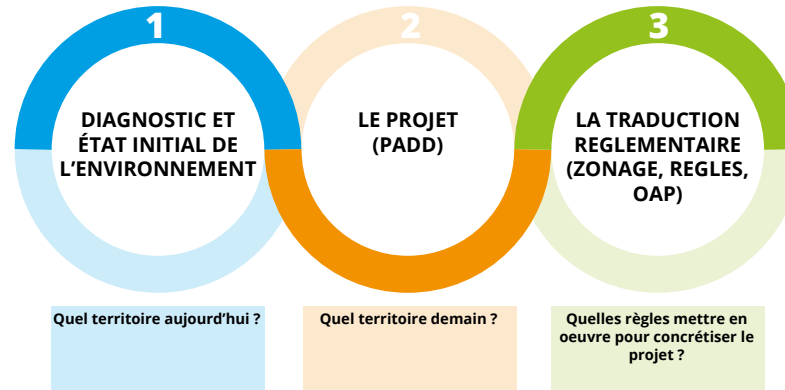 1
DIAGNOSTIC ET
ÉTAT INITIAL DE
L'ENVIRONNEMENT
2
LE PROJET
(PADD)
3
LA TRADUCTION
REGLEMENTAIRE
(ZONAGE, REGLES,
OAP)
Quel territoire aujourd'hui ?
Quel territoire demain ?
Quelles règles mettre en
oeuvre pour concrétiser le
projet ?